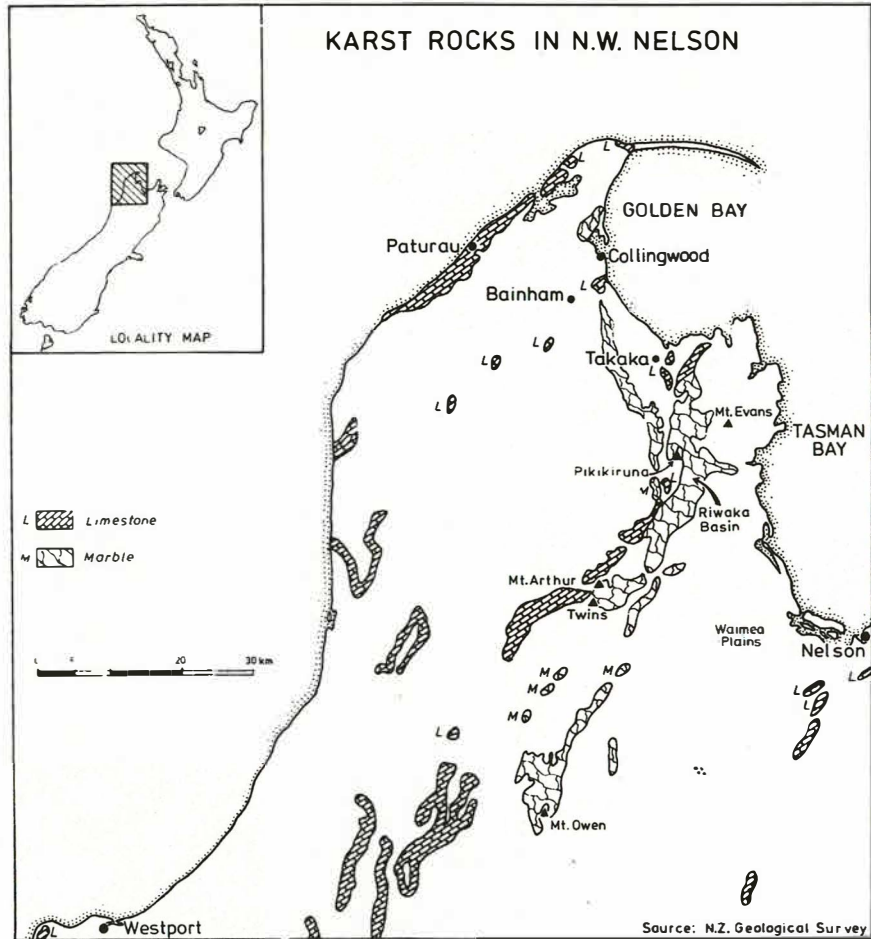 KARST ROCKS IN N.W. NELSON
LOCALITY MAP
L
L
GOLDEN BAY
Paturau
Collingwood
L
Bainham
Takaka
L
L
L
L
Mt. Evans
TASMAN
BAY
Pikikiruna
L
M
Riwaka
Basin
L Limestone
M Marble
Mt. Arthur
Twins
Waimea
Plains
Nelson
20 30 km
M
M
M
M
L
L
L
L
Mt. Owen
L
Westport
Source: N.Z. Geological Survey